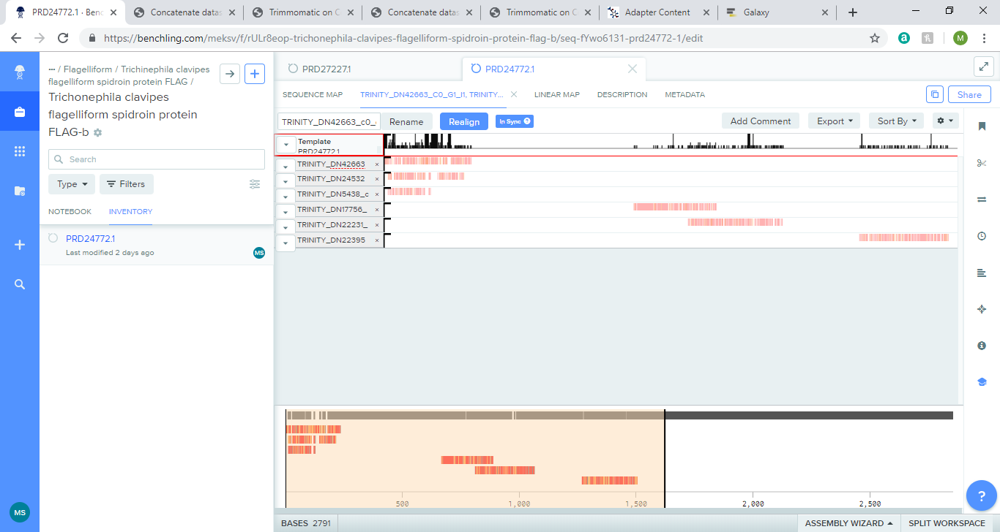 PRD24772.1 · Benc
Concatenate datas
Trimmomatic on C
Concatenate datas
Trimmomatic on C
Adapter Content
Galaxy
https://benchling.com/meksv/f/rULr8eop-trichonephila-clavipes-flagelliform-spidroin-protein-flag-b/seq-fYwo6131-prd24772-1/edit
a
M
... / Flagelliform / Trichinephila clavipes
flagelliform spidroin protein FLAG /
Trichonephila clavipes
flagelliform spidroin protein
FLAG-b
Search
Type
Filters
NOTEBOOK
INVENTORY
PRD24772.1
Last modified 2 days ago
MS
MS
PRD27227.1
PRD24772.1
SEQUENCE MAP
TRINITY_DN42663_C0_G1_I1, TRINITY...
LINEAR MAP
DESCRIPTION
METADATA
Share
TRINITY_DN42663_c0_
Rename
Realign
In Sync
Add Comment
Export
Sort By
Template
PRD24772.1
TRINITY_DN42663
TRINITY_DN24532
TRINITY_DN5438_c
TRINITY_DN17756_
TRINITY_DN22231_
TRINITY_DN22395
500
1,000
1,500
2,000
2,500
?
BASES 2791
ASSEMBLY WIZARD
SPLIT WORKSPACE